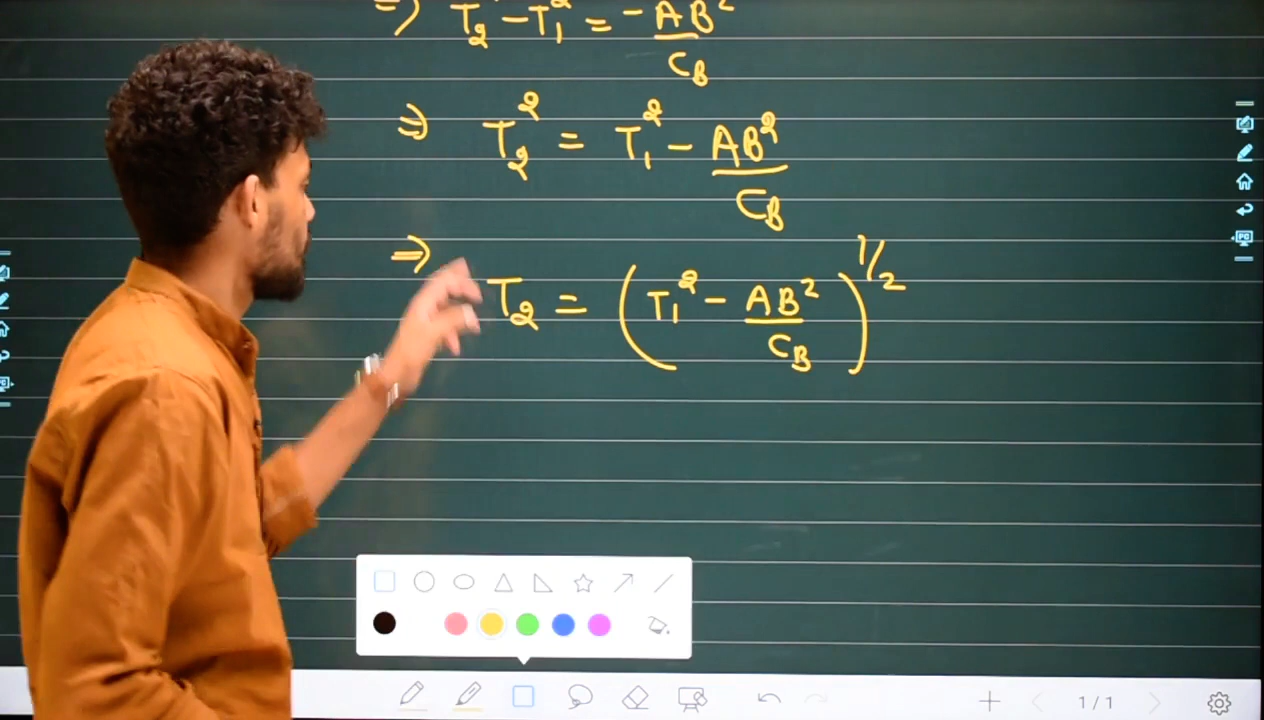 ⇒ T₂² - T₁² = -AB²/C_B
⇒ T₂² = T₁² - AB²/C_B
⇒ T₂ = (T₁² - AB²/C_B)^1/2
1/1